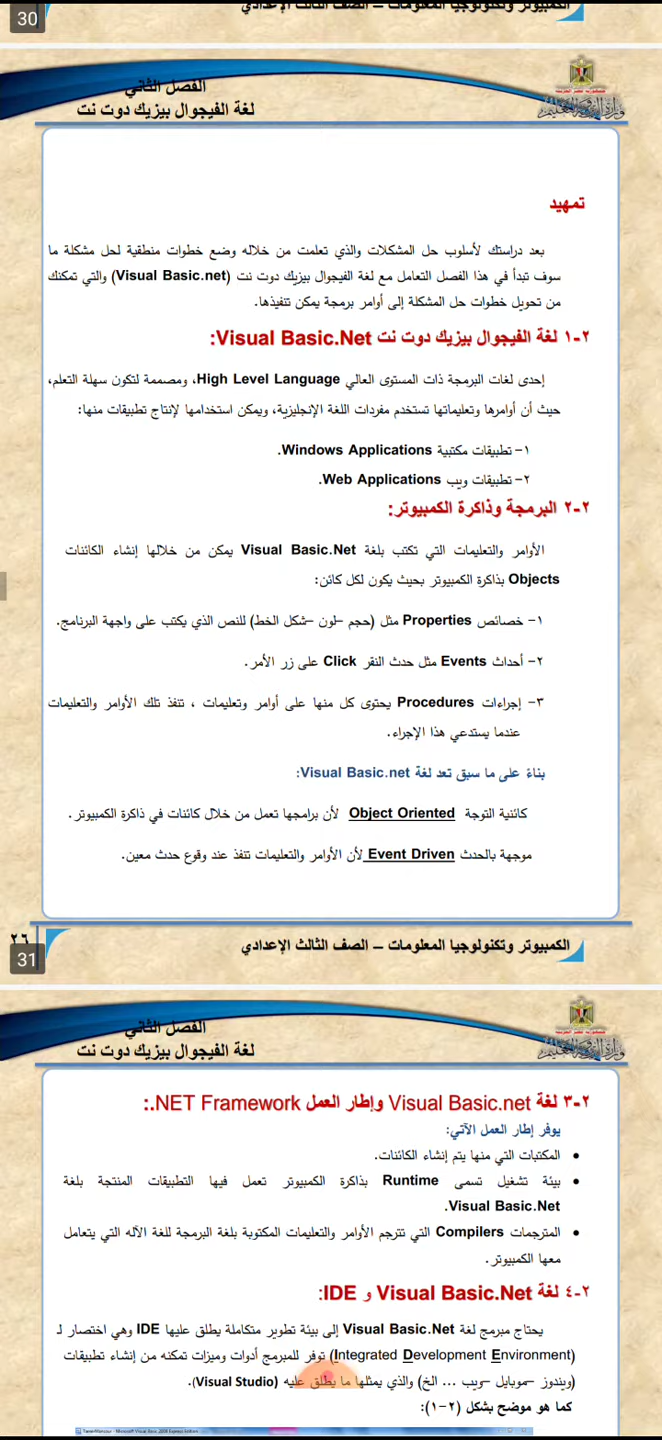 الكمبيوتر وتكنولوجيا المعلومات – الصف الثالث الإعدادي
30
الفصل الثاني
لغة الفيجوال بيزيك دوت نت
وزارة التربية والتعليم
تمهيد
بعد دراستك لأسلوب حل المشكلات والذي تعلمت من خلاله وضع خطوات منطقية لحل مشكلة ما
سوف تبدأ في هذا الفصل التعامل مع لغة الفيجوال بيزيك دوت نت (Visual Basic.net) والتي تمكنك
من تحويل خطوات حل المشكلة إلى أوامر برمجة يمكن تنفيذها.
٢-١ لغة الفيجوال بيزيك دوت نت Visual Basic.Net:
إحدى لغات البرمجة ذات المستوى العالي High Level Language، ومصممة لتكون سهلة التعلم،
حيث أن أوامرها وتعليماتها تستخدم مفردات اللغة الإنجليزية، ويمكن استخدامها لإنتاج تطبيقات منها:
١- تطبيقات مكتبية Windows Applications.
٢- تطبيقات ويب Web Applications.
٢-٢ البرمجة وذاكرة الكمبيوتر:
الأوامر والتعليمات التي تكتب بلغة Visual Basic.Net يمكن من خلالها إنشاء الكائنات
Objects بذاكرة الكمبيوتر بحيث يكون لكل كائن:
١- خصائص Properties مثل (حجم –لون –شكل الخط) للنص الذي يكتب على واجهة البرنامج.
٢- أحداث Events مثل حدث النقر Click على زر الأمر.
٣- إجراءات Procedures يحتوى كل منها على أوامر وتعليمات ، تنفذ تلك الأوامر والتعليمات
عندما يستدعي هذا الإجراء.
بناءً على ما سبق تعد لغة Visual Basic.net:
كائنية التوجة Object Oriented لأن برامجها تعمل من خلال كائنات في ذاكرة الكمبيوتر.
موجهة بالحدث Event Driven لأن الأوامر والتعليمات تنفذ عند وقوع حدث معين.
الكمبيوتر وتكنولوجيا المعلومات – الصف الثالث الإعدادي
٢٦
31
الفصل الثاني
لغة الفيجوال بيزيك دوت نت
وزارة التربية والتعليم
٢-٣ لغة Visual Basic.net وإطار العمل NET Framework.:
يوفر إطار العمل الآتي:
• المكتبات التي منها يتم إنشاء الكائنات.
• بيئة تشغيل تسمى Runtime بذاكرة الكمبيوتر تعمل فيها التطبيقات المنتجة بلغة
Visual Basic.Net.
• المترجمات Compilers التي تترجم الأوامر والتعليمات المكتوبة بلغة البرمجة للغة الآله التي يتعامل
معها الكمبيوتر.
٢-٤ لغة Visual Basic.Net و IDE:
يحتاج مبرمج لغة Visual Basic.Net إلى بيئة تطوير متكاملة يطلق عليها IDE وهي اختصار لـ
(Integrated Development Environment) توفر للمبرمج أدوات وميزات تمكنه من إنشاء تطبيقات
(ويندوز –موبايل –ويب ... الخ) والذي يمثلها ما يطلق عليه (Visual Studio).
كما هو موضح بشكل (٢-١):